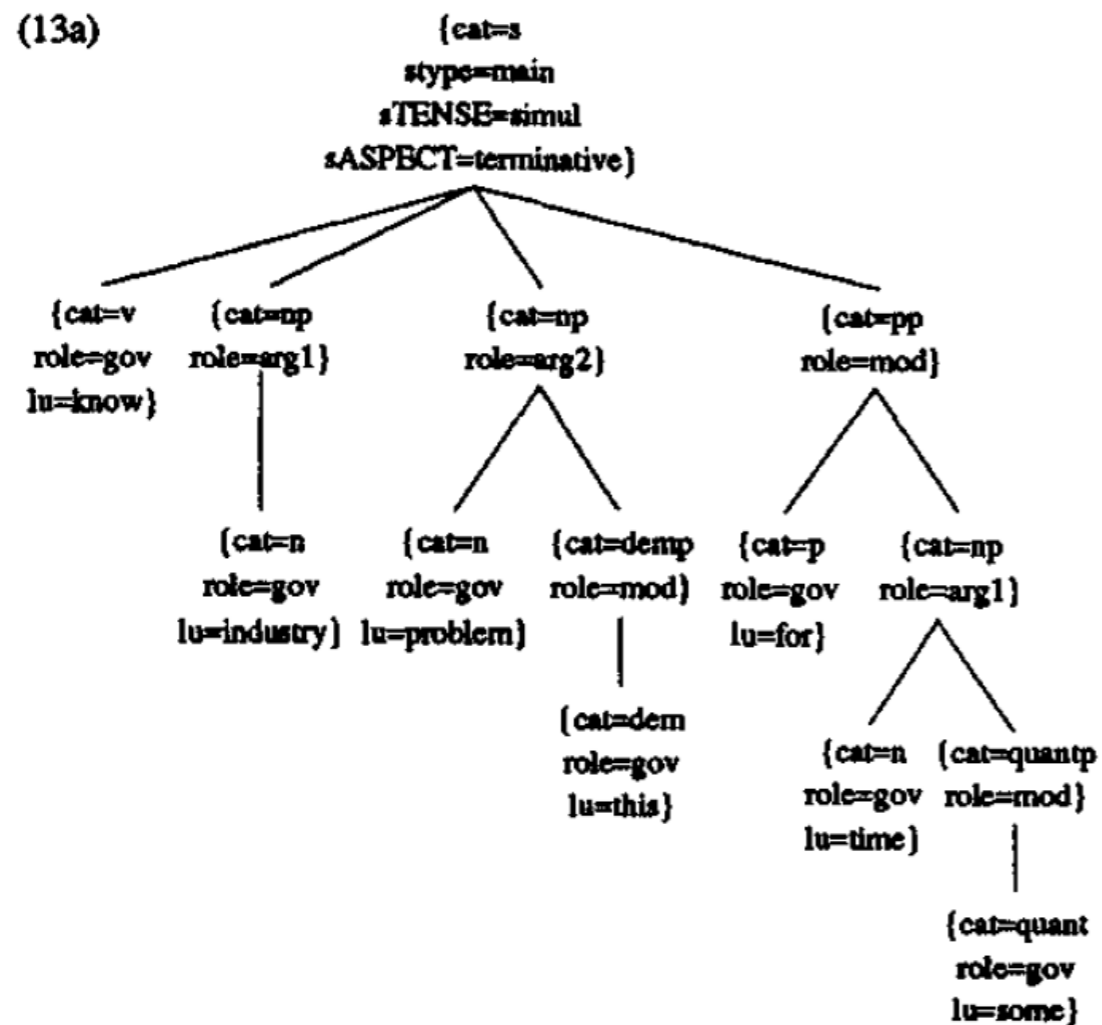 (13a)
{cat=s
stype=main
sTENSE=simul
sASPECT=terminative}
{cat=v
role=gov
lu=know}
{cat=np
role=arg1}
{cat=np
role=arg2}
{cat=pp
role=mod}
{cat=n
role=gov
lu=industry}
{cat=n
role=gov
lu=problem}
{cat=demp
role=mod}
{cat=p
role=gov
lu=for}
{cat=np
role=arg1}
{cat=dem
role=gov
lu=this}
{cat=n
role=gov
lu=time}
{cat=quantp
role=mod}
{cat=quant
role=gov
lu=some}